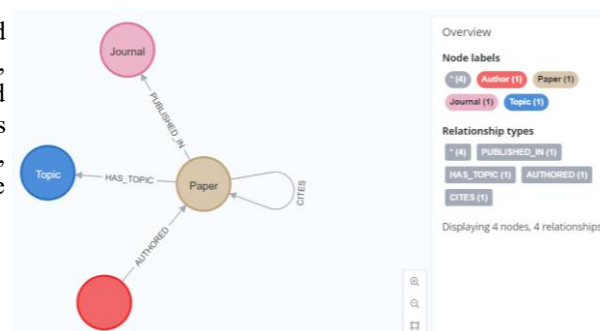 Journal
PUBLISHED_IN
Topic
HAS_TOPIC
Paper
CITES
AUTHORED
Overview
Node labels
* (4) Author (1) Paper (1)
Journal (1) Topic (1)
Relationship types
* (4) PUBLISHED_IN (1)
HAS_TOPIC (1) AUTHORED (1)
CITES (1)
Displaying 4 nodes, 4 relationships